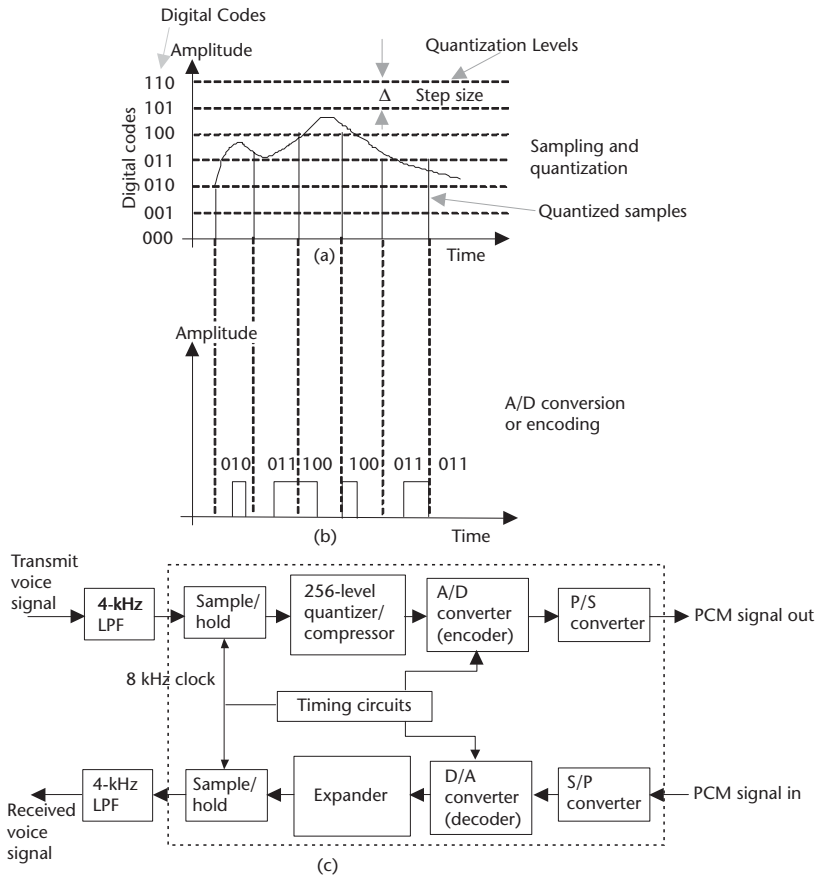 Digital Codes
Amplitude
Quantization Levels
110
Δ Step size
101
100
Sampling and
quantization
011
010
Quantized samples
001
000
Digital codes
(a)
Time
Amplitude
A/D conversion
or encoding
010 011 100 100 011 011
(b)
Time
Transmit
voice
signal
4-kHz
LPF
Sample/
hold
256-level
quantizer/
compressor
A/D
converter
(encoder)
P/S
converter
PCM signal out
8 kHz clock
Timing circuits
Received
voice
signal
4-kHz
LPF
Sample/
hold
Expander
D/A
converter
(decoder)
S/P
converter
PCM signal in
(c)